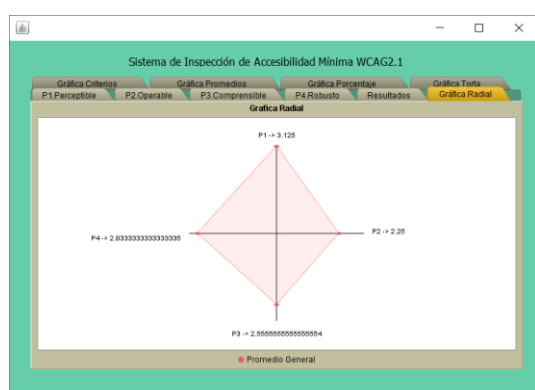 Sistema de Inspección de Accesibilidad Mínima WCAG2.1
Gráfica Criterios Gráfica Promedios Gráfica Porcentaje Gráfica Torta
P1.Perceptible P2.Operable P3.Comprensible P4.Robusto Resultados Gráfica Radial
Grafica Radial
P1 -> 3.125
P4 -> 2.8333333333333335 P2 -> 2.25
P3 -> 2.5555555555555554
Promedio General